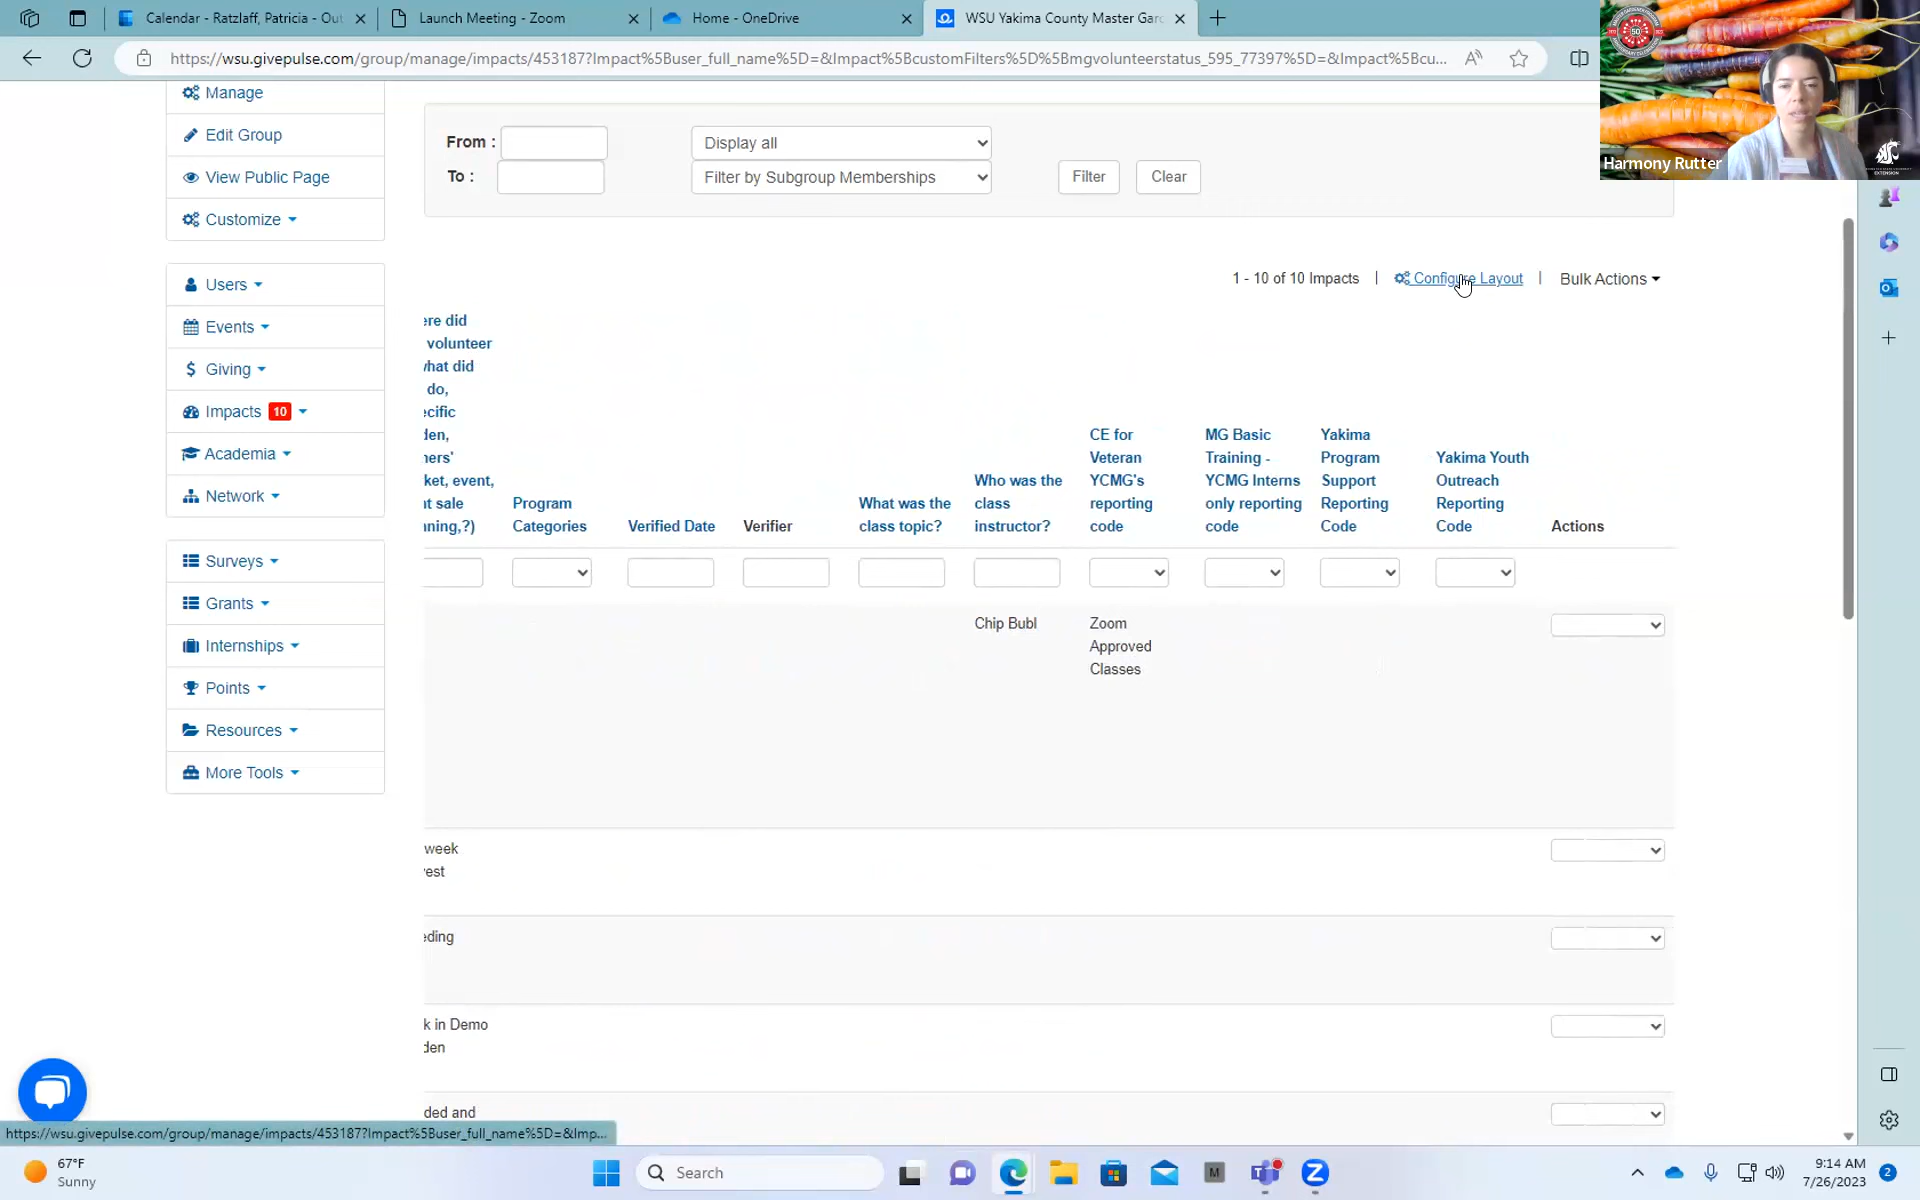 Calendar - Ratzlaff, Patricia - Out
Launch Meeting - Zoom
Home - OneDrive
WSU Yakima County Master Gard
https://wsu.givepulse.com/group/manage/impacts/453187?Impact%5Buser_full_name%5D=&Impact%5BcustomFilters%5D%5Bmgvolunteerstatus_595_77397%5D=&Impact%5Bcu...
Harmony Rutter
Manage
Edit Group
View Public Page
Customize
Users
Events
Giving
Impacts 10
Academia
Network
Surveys
Grants
Internships
Points
Resources
More Tools
From :
Display all
To :
Filter by Subgroup Memberships
Filter
Clear
1 - 10 of 10 Impacts | Configure Layout | Bulk Actions
ere did
volunteer
what did
do,
ecific
den,
ners'
ket, event,
nt sale
nning,?)
Program
Categories
Verified Date
Verifier
What was the
class topic?
Who was the
class
instructor?
CE for
Veteran
YCMG's
reporting
code
MG Basic
Training -
YCMG Interns
only reporting
code
Yakima
Program
Support
Reporting
Code
Yakima Youth
Outreach
Reporting
Code
Actions
Chip Bubl
Zoom
Approved
Classes
week
est
eding
k in Demo
den
ded and
https://wsu.givepulse.com/group/manage/impacts/453187?Impact%5Buser_full_name%5D=&Imp...
67°F
Sunny
Search
M
9:14 AM
7/26/2023
2